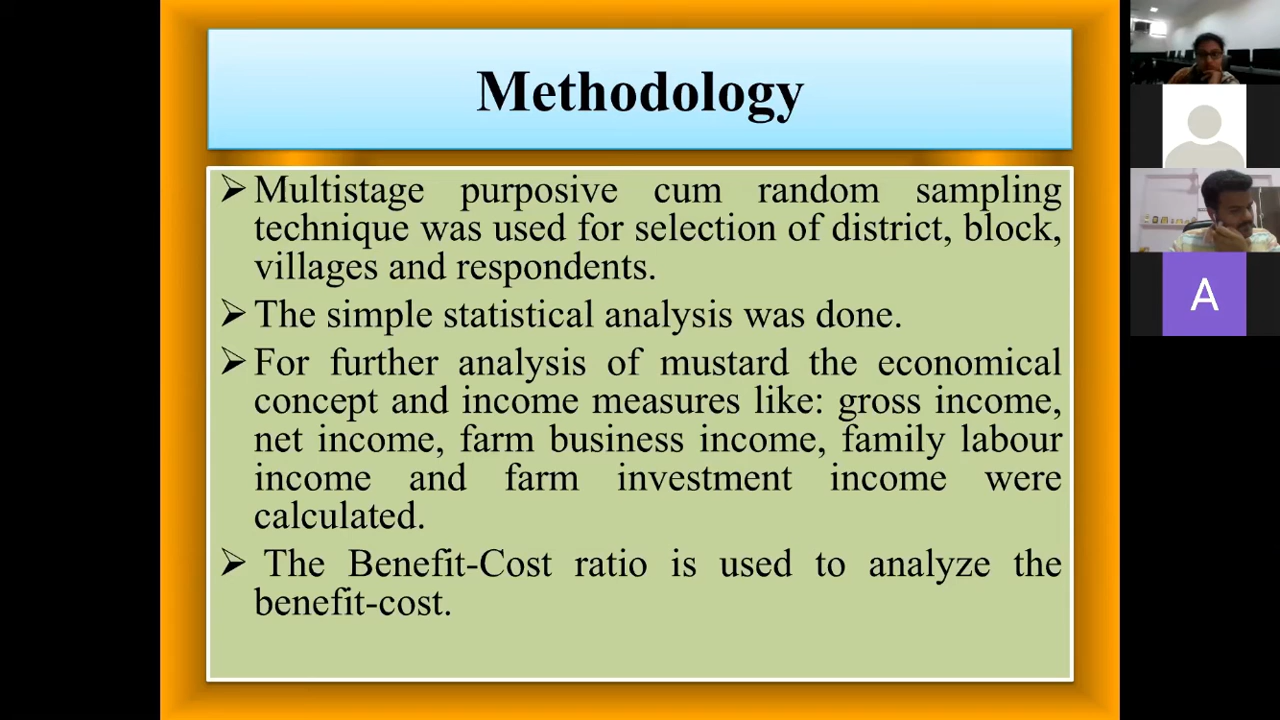 Methodology
➢ Multistage purposive cum random sampling
technique was used for selection of district, block,
villages and respondents.
➢ The simple statistical analysis was done.
➢ For further analysis of mustard the economical
concept and income measures like: gross income,
net income, farm business income, family labour
income and farm investment income were
calculated.
➢ The Benefit-Cost ratio is used to analyze the
benefit-cost.
A